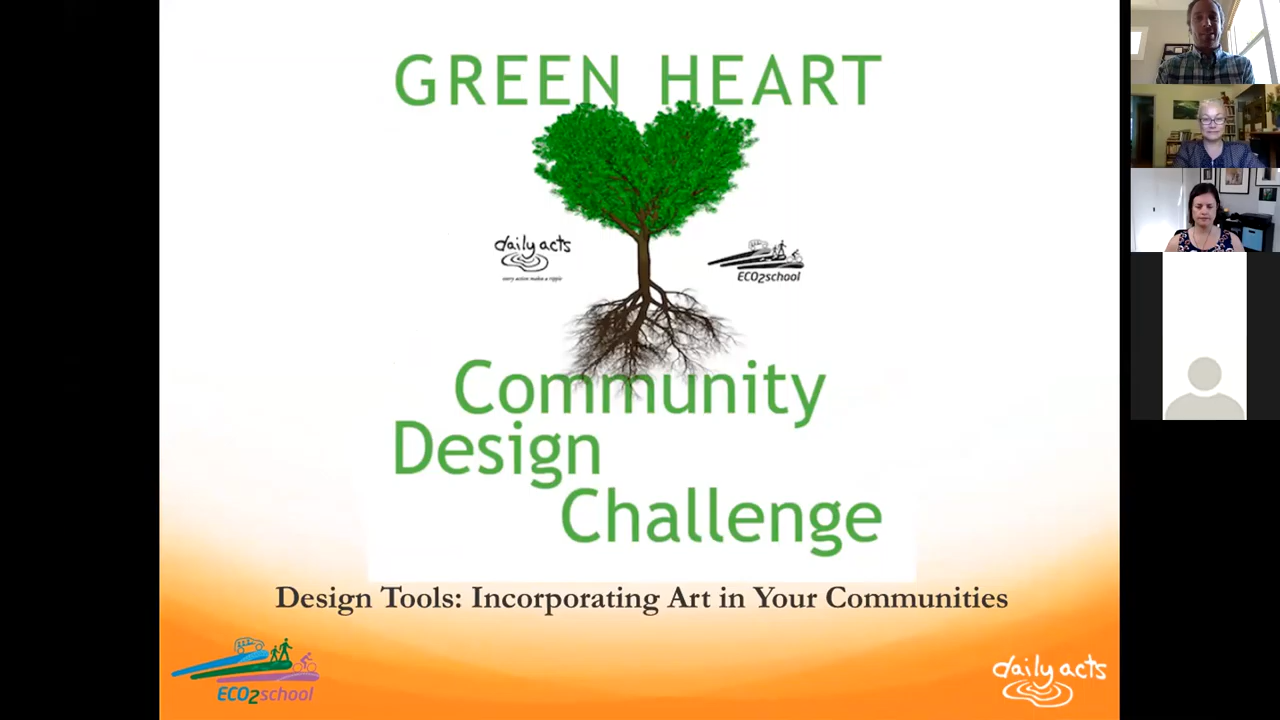 GREEN HEART
daily acts
every action makes a ripple
ECO2school
Community
Design
Challenge
Design Tools: Incorporating Art in Your Communities
ECO2school
daily acts